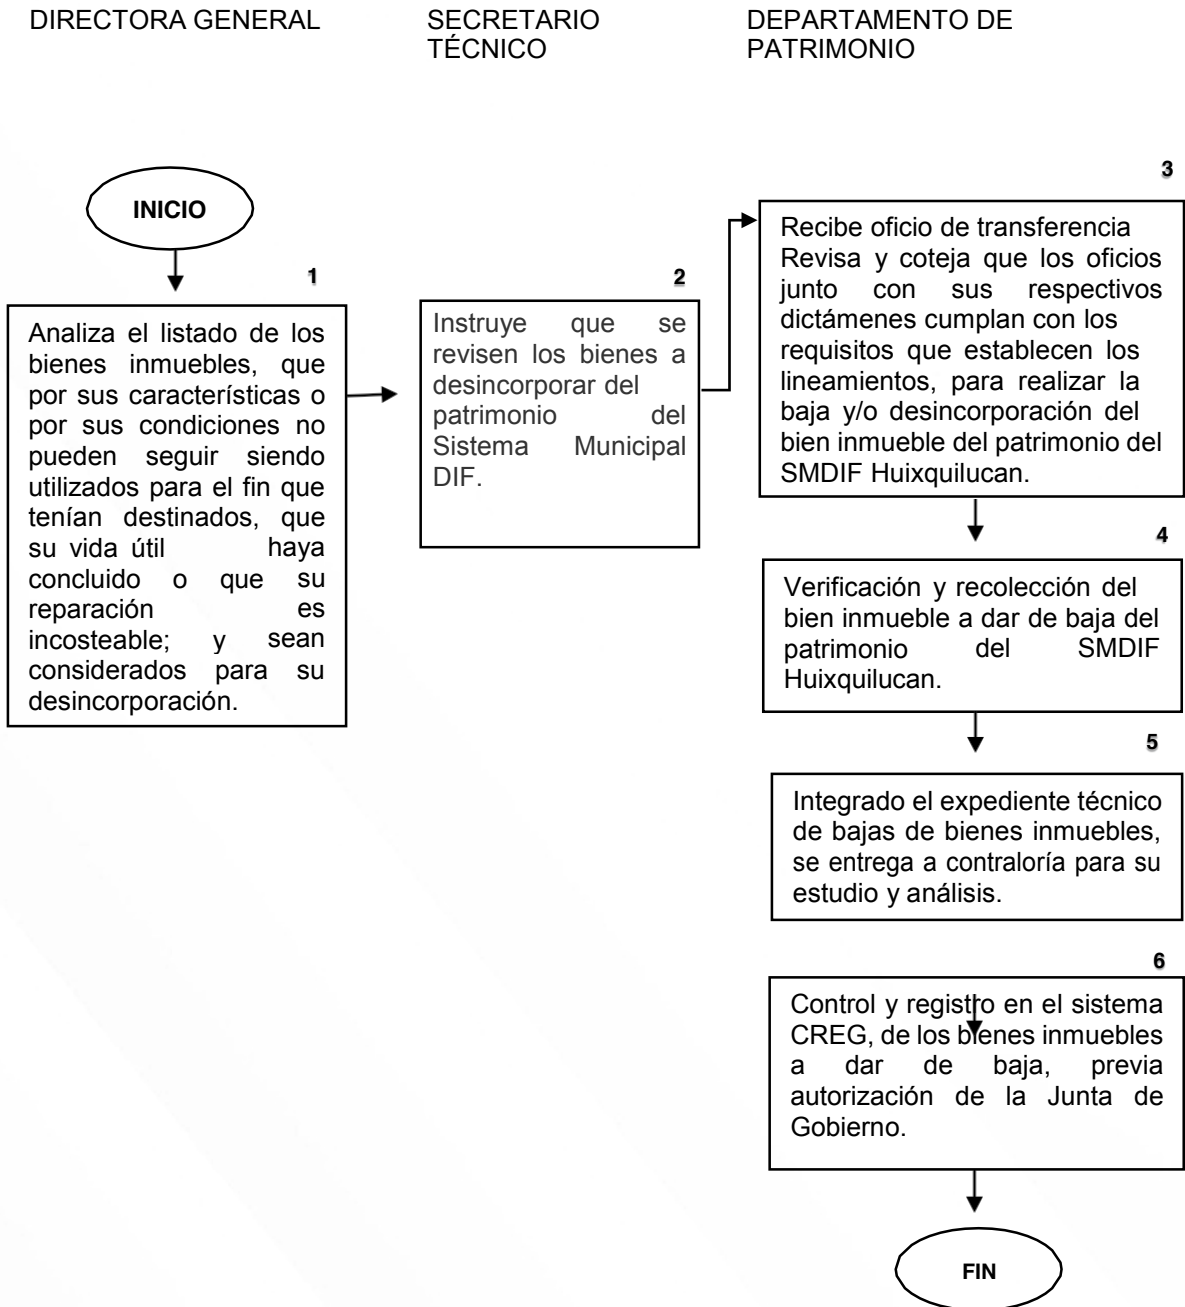 DIRECTORA GENERAL
SECRETARIO
TÉCNICO
DEPARTAMENTO DE
PATRIMONIO
INICIO
1
Analiza el listado de los
bienes inmuebles, que
por sus características o
por sus condiciones no
pueden seguir siendo
utilizados para el fin que
tenían destinados, que
su vida útil haya
concluido o que su
reparación es
incosteable; y sean
considerados para su
desincorporación.
2
Instruye que se
revisen los bienes a
desincorporar del
patrimonio del
Sistema Municipal
DIF.
3
Recibe oficio de transferencia
Revisa y coteja que los oficios
junto con sus respectivos
dictámenes cumplan con los
requisitos que establecen los
lineamientos, para realizar la
baja y/o desincorporación del
bien inmueble del patrimonio del
SMDIF Huixquilucan.
4
Verificación y recolección del
bien inmueble a dar de baja del
patrimonio del SMDIF
Huixquilucan.
5
Integrado el expediente técnico
de bajas de bienes inmuebles,
se entrega a contraloría para su
estudio y análisis.
6
Control y registro en el sistema
CREG, de los bienes inmuebles
a dar de baja, previa
autorización de la Junta de
Gobierno.
FIN